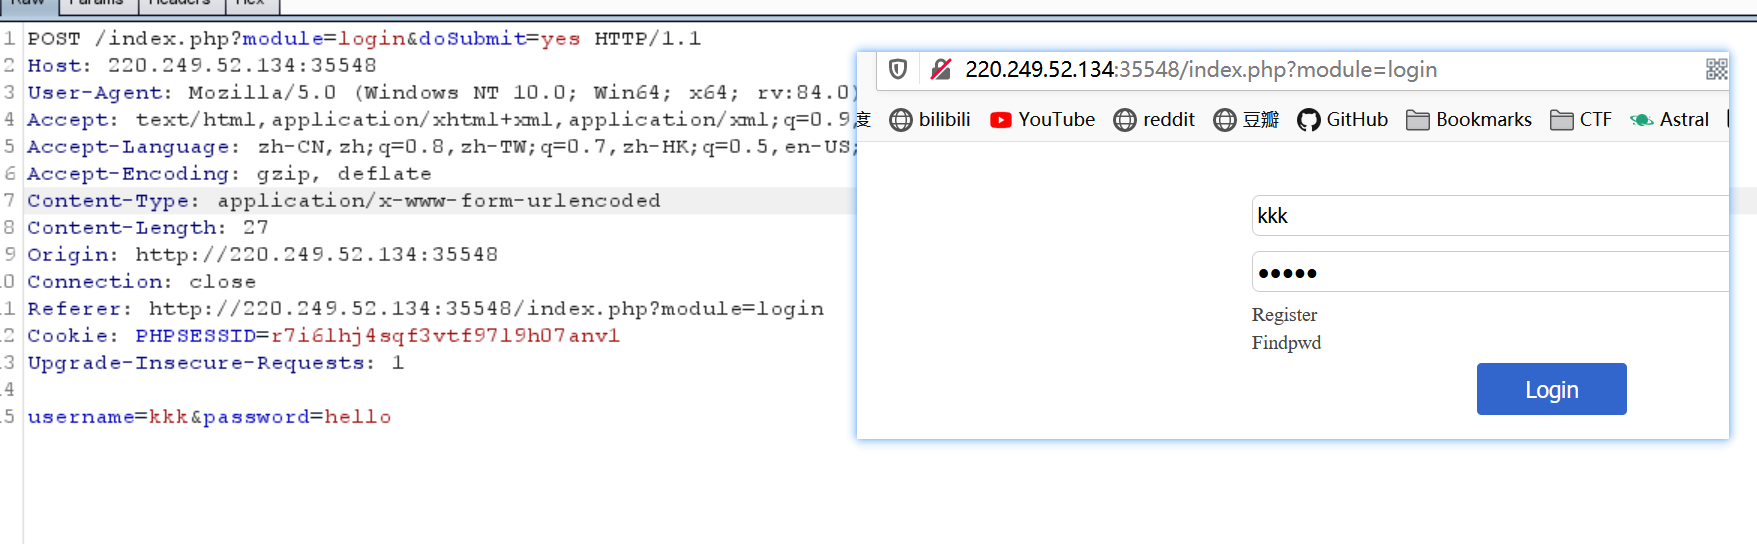 Raw Params Headers Hex
1 POST /index.php?module=login&doSubmit=yes HTTP/1.1
2 Host: 220.249.52.134:35548
3 User-Agent: Mozilla/5.0 (Windows NT 10.0; Win64; x64; rv:84.0)
4 Accept: text/html,application/xhtml+xml,application/xml;q=0.9,
5 Accept-Language: zh-CN,zh;q=0.8,zh-TW;q=0.7,zh-HK;q=0.5,en-US;
6 Accept-Encoding: gzip, deflate
7 Content-Type: application/x-www-form-urlencoded
8 Content-Length: 27
9 Origin: http://220.249.52.134:35548
10 Connection: close
11 Referer: http://220.249.52.134:35548/index.php?module=login
12 Cookie: PHPSESSID=r7i6lhj4sqf3vtf97l9h07anv1
13 Upgrade-Insecure-Requests: 1
14
15 username=kkk&password=hello
220.249.52.134:35548/index.php?module=login
度 bilibili YouTube reddit 豆瓣 GitHub Bookmarks CTF Astral
kkk
●●●●●
Register
Findpwd
Login